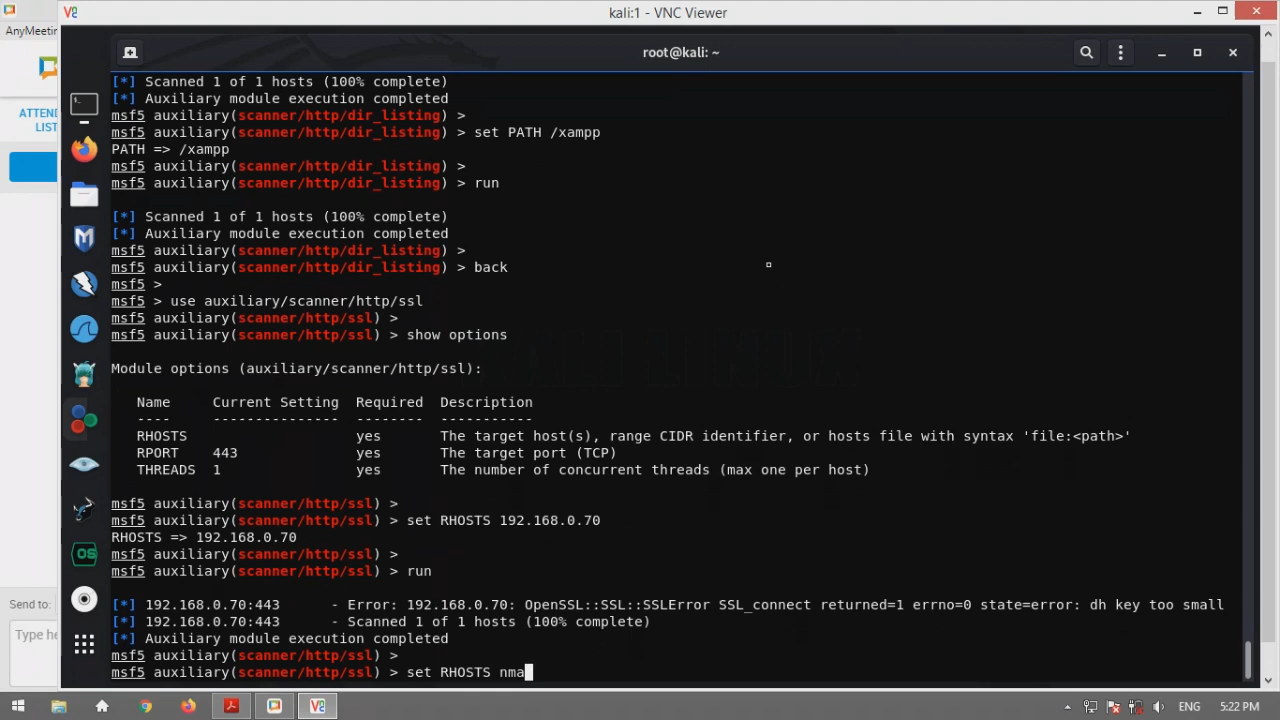 kali:1 - VNC Viewer
AnyMeetin
root@kali: ~
ATTEND
LIST
[*] Scanned 1 of 1 hosts (100% complete)
[*] Auxiliary module execution completed
msf5 auxiliary(scanner/http/dir_listing) >
msf5 auxiliary(scanner/http/dir_listing) > set PATH /xampp
PATH => /xampp
msf5 auxiliary(scanner/http/dir_listing) >
msf5 auxiliary(scanner/http/dir_listing) > run
[*] Scanned 1 of 1 hosts (100% complete)
[*] Auxiliary module execution completed
msf5 auxiliary(scanner/http/dir_listing) >
msf5 auxiliary(scanner/http/dir_listing) > back
msf5 >
msf5 > use auxiliary/scanner/http/ssl
msf5 auxiliary(scanner/http/ssl) >
msf5 auxiliary(scanner/http/ssl) > show options
Module options (auxiliary/scanner/http/ssl):
Name Current Setting Required Description
---- --------------- -------- -----------
RHOSTS yes The target host(s), range CIDR identifier, or hosts file with syntax 'file:<path>'
RPORT 443 yes The target port (TCP)
THREADS 1 yes The number of concurrent threads (max one per host)
msf5 auxiliary(scanner/http/ssl) >
msf5 auxiliary(scanner/http/ssl) > set RHOSTS 192.168.0.70
RHOSTS => 192.168.0.70
msf5 auxiliary(scanner/http/ssl) >
msf5 auxiliary(scanner/http/ssl) > run
[*] 192.168.0.70:443 - Error: 192.168.0.70: OpenSSL::SSL::SSLError SSL_connect returned=1 errno=0 state=error: dh key too small
[*] 192.168.0.70:443 - Scanned 1 of 1 hosts (100% complete)
[*] Auxiliary module execution completed
msf5 auxiliary(scanner/http/ssl) >
msf5 auxiliary(scanner/http/ssl) > set RHOSTS nma
Send to:
Type he
ENG
5:22 PM